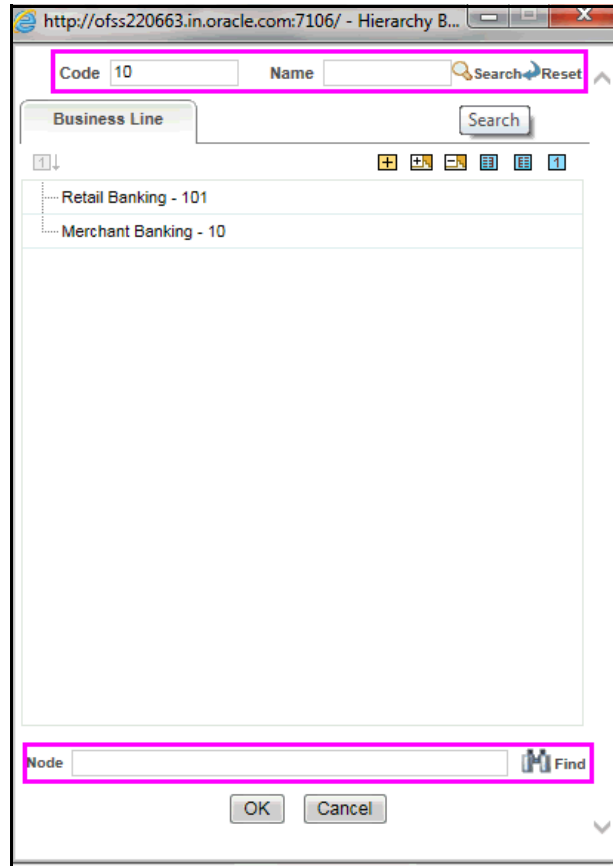 http://ofss220663.in.oracle.com:7106/ - Hierarchy B...
Code 10 Name Search Reset
Business Line Search
1 1
Retail Banking - 101
Merchant Banking - 10
Node Find
OK Cancel